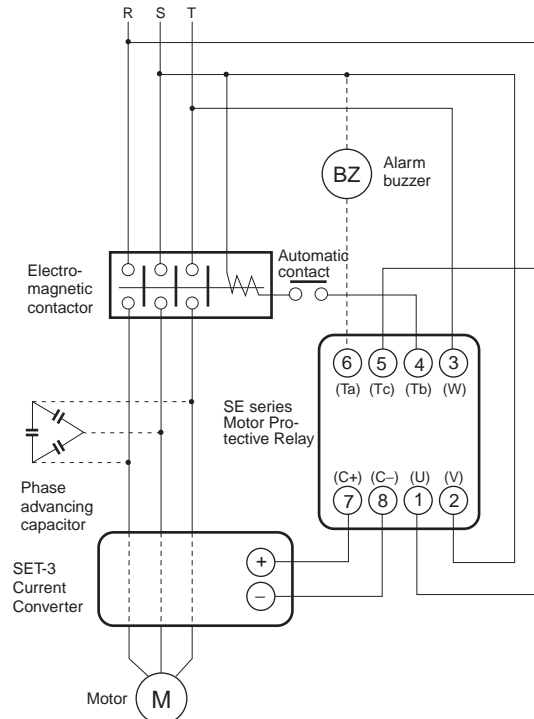 R S T
BZ
Alarm
buzzer
Electro-
magnetic
contactor
Automatic
contact
6 5 4 3
(Ta) (Tc) (Tb) (W)
SE series
Motor Pro-
tective Relay
(C+) (C–) (U) (V)
7 8 1 2
Phase
advancing
capacitor
SET-3
Current
Converter
+
–
Motor
M